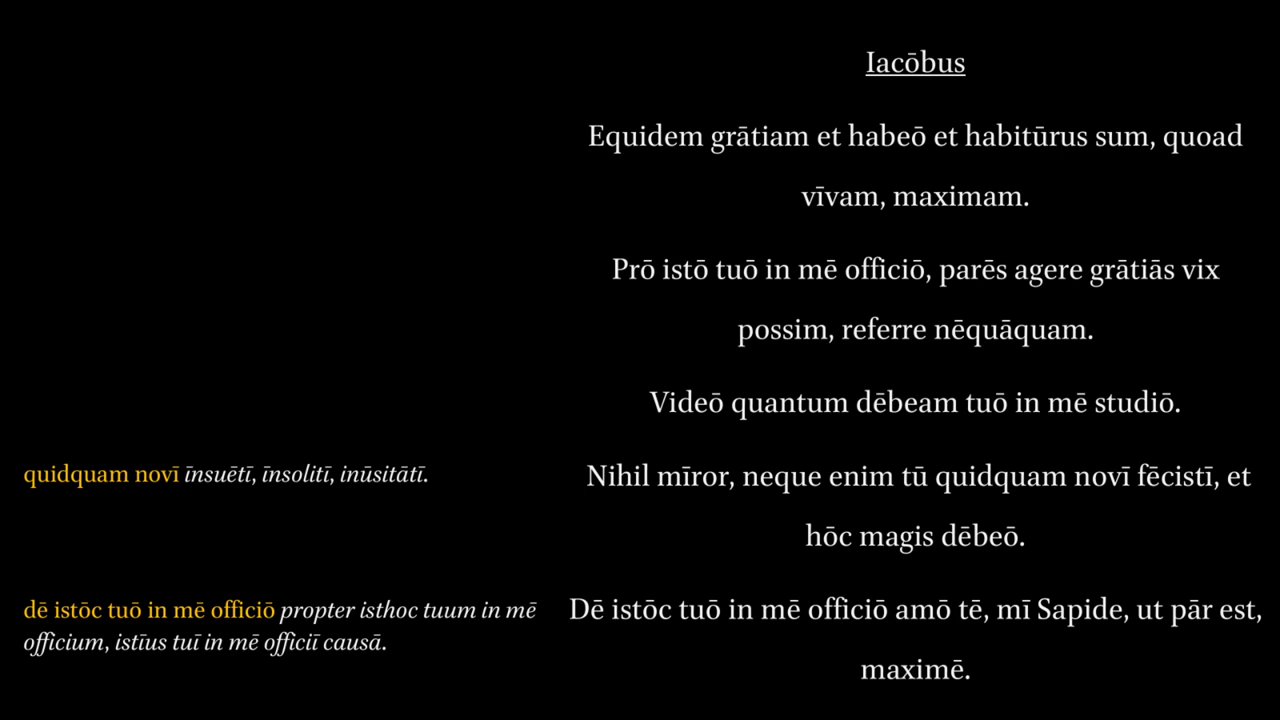 Iacōbus
Equidem grātiam et habeō et habitūrus sum, quoad
vīvam, maximam.
Prō istō tuō in mē officiō, parēs agere grātiās vix
possim, referre nēquāquam.
Videō quantum dēbeam tuō in mē studiō.
quidquam novī īnsuētī, īnsolitī, inūsitātī.
Nihil mīror, neque enim tū quidquam novī fēcistī, et
hōc magis dēbeō.
dē istōc tuō in mē officiō propter isthoc tuum in mē
officium, istīus tuī in mē officiī causā.
Dē istōc tuō in mē officiō amō tē, mī Sapide, ut pār est,
maximē.